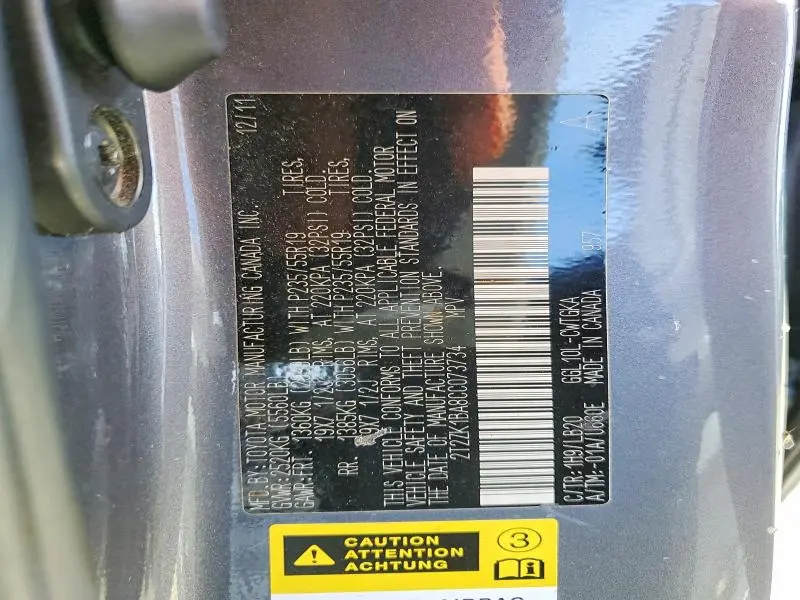 MFD.BY:TOYOTA MOTOR MANUFACTURING CANADA INC. 12/11
GVWR:2520KG (5560LB)
GAWR:FRT. 1360KG LB) WITH P235/55R19 TIRES,
19X7 1/2J RIMS, AT 220KPA (32PSI) COLD.
RR. 1385KG (3056LB) WITH P235/55R19 TIRES,
19X7 1/2J RIMS, AT 220KPA (32PSI) COLD.
THIS VEHICLE CONFORMS TO ALL APPLICABLE FEDERAL MOTOR
VEHICLE SAFETY AND THEFT PREVENTION STANDARDS IN EFFECT ON
THE DATE OF MANUFACTURE SHOWN ABOVE.
2T2ZK1BA8CC073734 MPV
A
C/TR:1H9/LB20 GGL10L-CWTGKA
A/TM:-01A/U660E MADE IN CANADA 957
CAUTION
ATTENTION
ACHTUNG
3